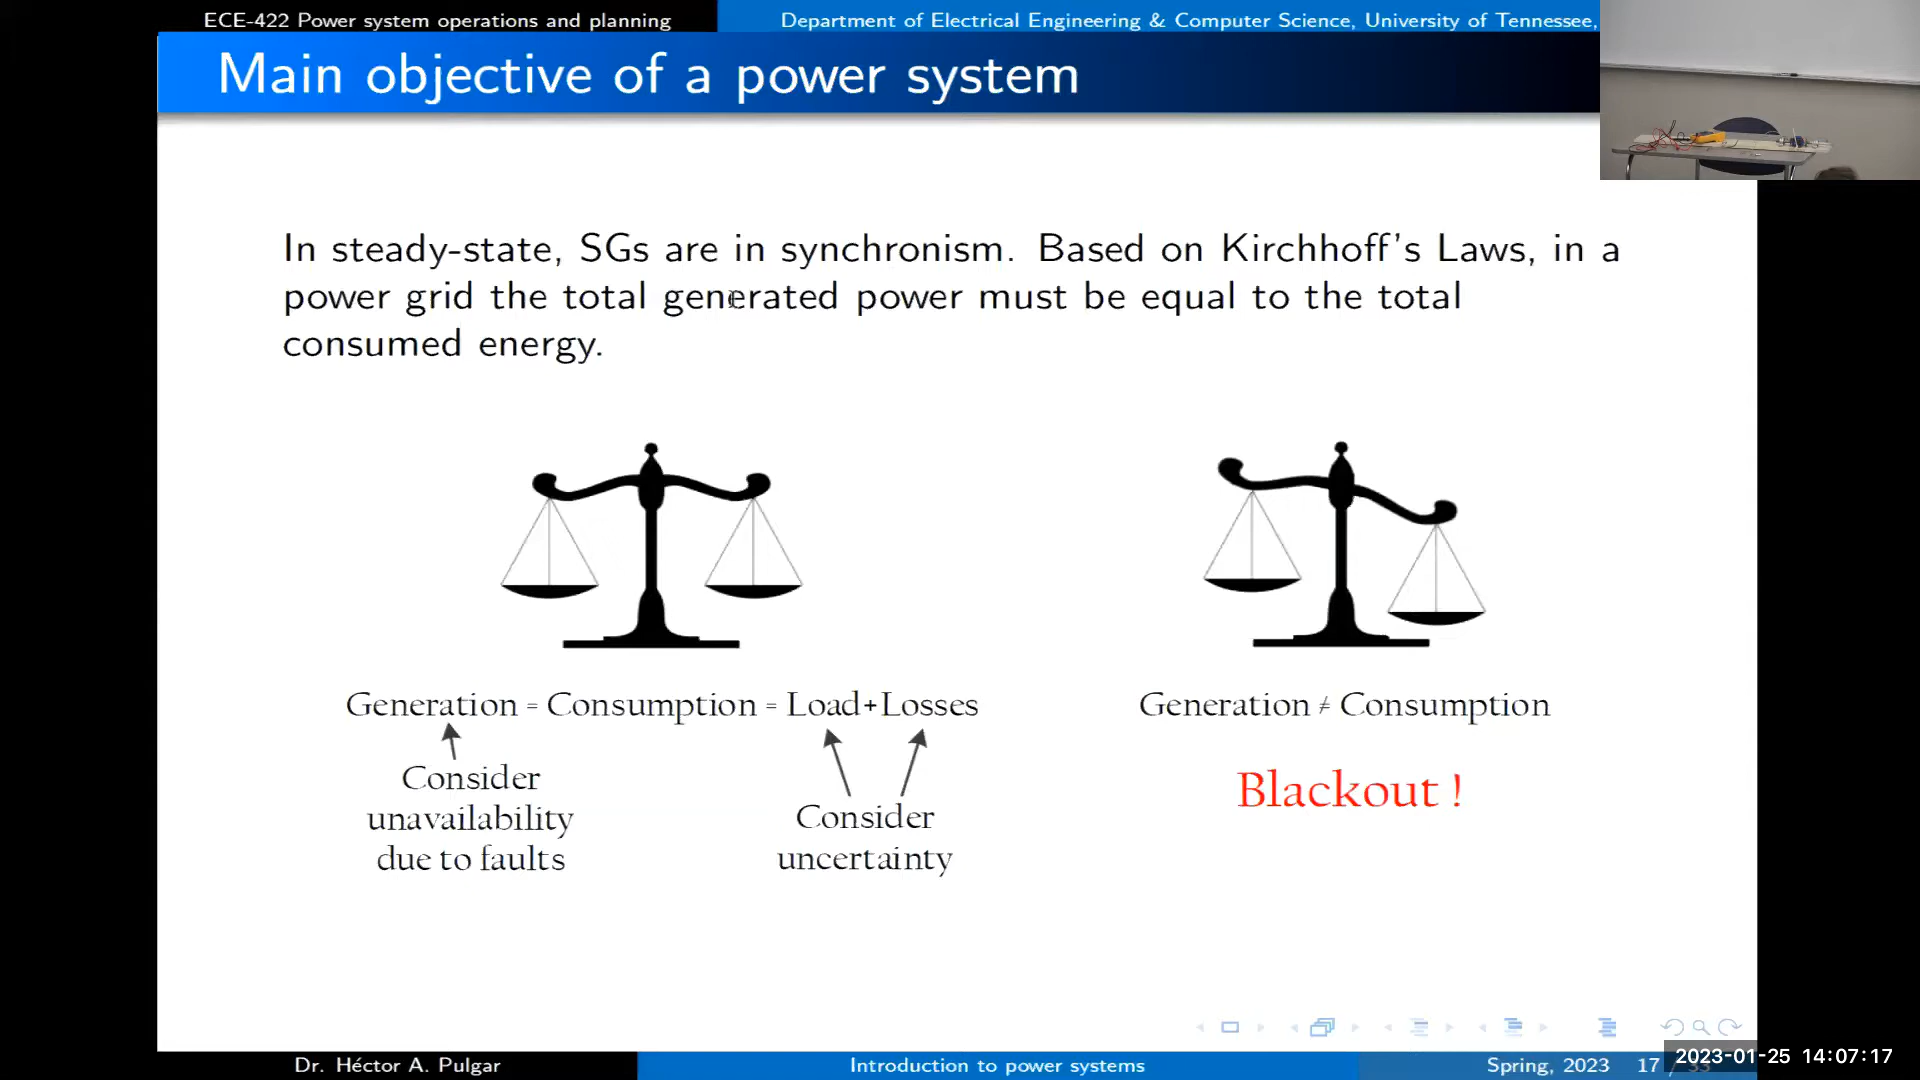 ECE-422 Power system operations and planning
Department of Electrical Engineering & Computer Science, University of Tennessee,
Main objective of a power system
In steady-state, SGs are in synchronism. Based on Kirchhoff's Laws, in a
power grid the total generated power must be equal to the total
consumed energy.
Generation = Consumption = Load+Losses
Generation ≠ Consumption
Consider
unavailability
due to faults
Consider
uncertainty
Blackout !
Dr. Héctor A. Pulgar
Introduction to power systems
Spring, 2023
17 / 33
2023-01-25 14:07:17